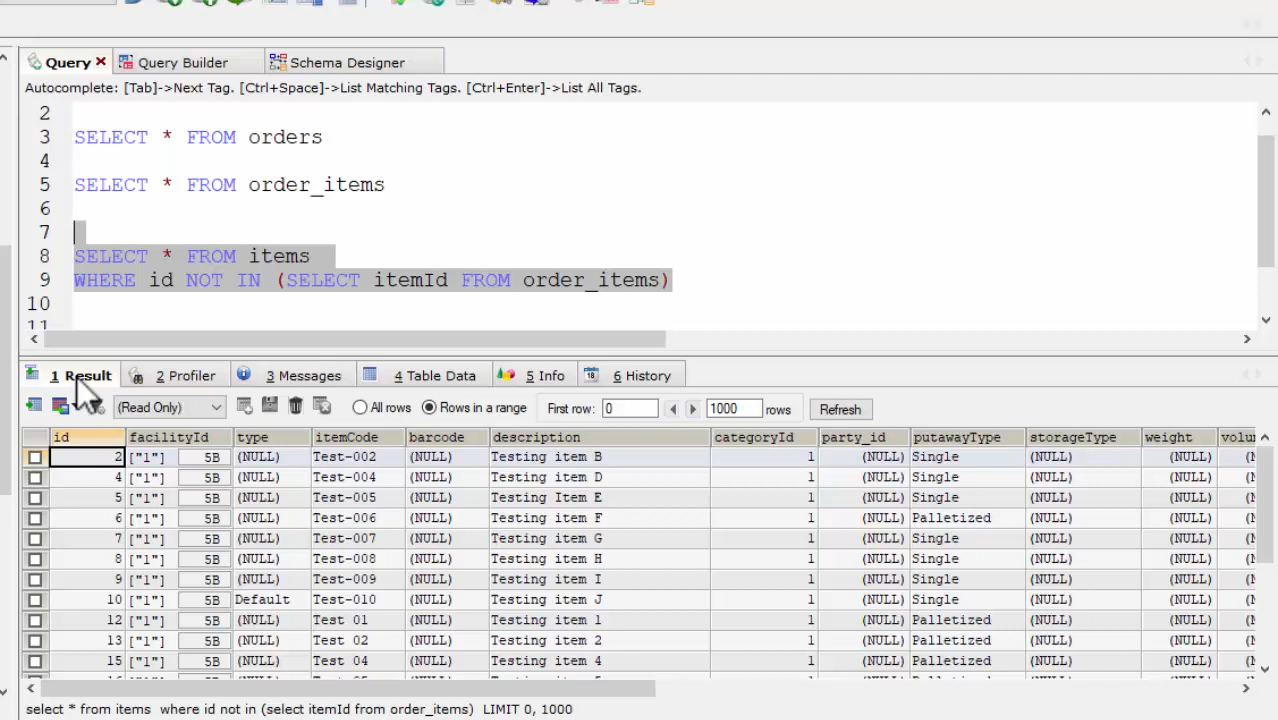 Query Query Builder Schema Designer
Autocomplete: [Tab]->Next Tag. [Ctrl+Space]->List Matching Tags. [Ctrl+Enter]->List All Tags.
2
3 SELECT * FROM orders
4
5 SELECT * FROM order_items
6
7
8 SELECT * FROM items
9 WHERE id NOT IN (SELECT itemId FROM order_items)
10
11
1 Result 2 Profiler 3 Messages 4 Table Data 5 Info 18 6 History
(Read Only) All rows Rows in a range First row: 0 1000 rows Refresh
id facilityId type itemCode barcode description categoryId party_id putawayType storageType weight volu
2 ["1"] 5B (NULL) Test-002 (NULL) Testing item B 1 (NULL) Single (NULL) (NULL) (N
4 ["1"] 5B (NULL) Test-004 (NULL) Testing item D 1 (NULL) Single (NULL) (NULL) (N
5 ["1"] 5B (NULL) Test-005 (NULL) Testing Item E 1 (NULL) Single (NULL) (NULL) (N
6 ["1"] 5B (NULL) Test-006 (NULL) Testing item F 1 (NULL) Palletized (NULL) (NULL) (N
7 ["1"] 5B (NULL) Test-007 (NULL) Testing item G 1 (NULL) Single (NULL) (NULL) (N
8 ["1"] 5B (NULL) Test-008 (NULL) Testing item H 1 (NULL) Single (NULL) (NULL) (N
9 ["1"] 5B (NULL) Test-009 (NULL) Testing item I 1 (NULL) Single (NULL) (NULL) (N
10 ["1"] 5B Default Test-010 (NULL) Testing item J 1 (NULL) Single (NULL) (NULL) (N
12 ["1"] 5B (NULL) Test 01 (NULL) Testing item 1 1 (NULL) Palletized (NULL) (NULL) (N
13 ["1"] 5B (NULL) Test 02 (NULL) Testing item 2 1 (NULL) Palletized (NULL) (NULL) (N
15 ["1"] 5B (NULL) Test 04 (NULL) Testing item 4 1 (NULL) Palletized (NULL) (NULL) (N
select * from items where id not in (select itemId from order_items) LIMIT 0, 1000